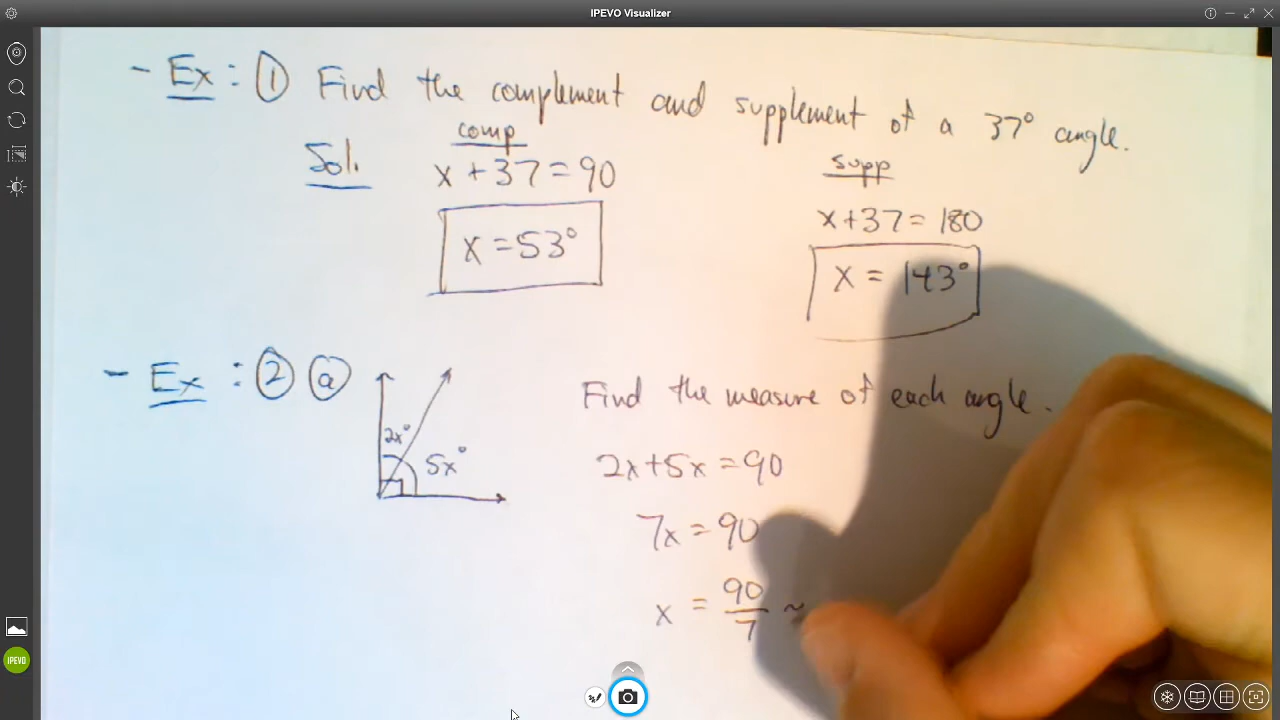 IPEVO Visualizer
- Ex: ① Find the complement and supplement of a 37° angle.
Sol.
comp
x + 37 = 90
x = 53°
supp
x + 37 = 180
x = 143°
- Ex: ② ⓐ
2x°
5x°
Find the measure of each angle.
2x + 5x = 90
7x = 90
x = 90/7 ≈
IPEVO